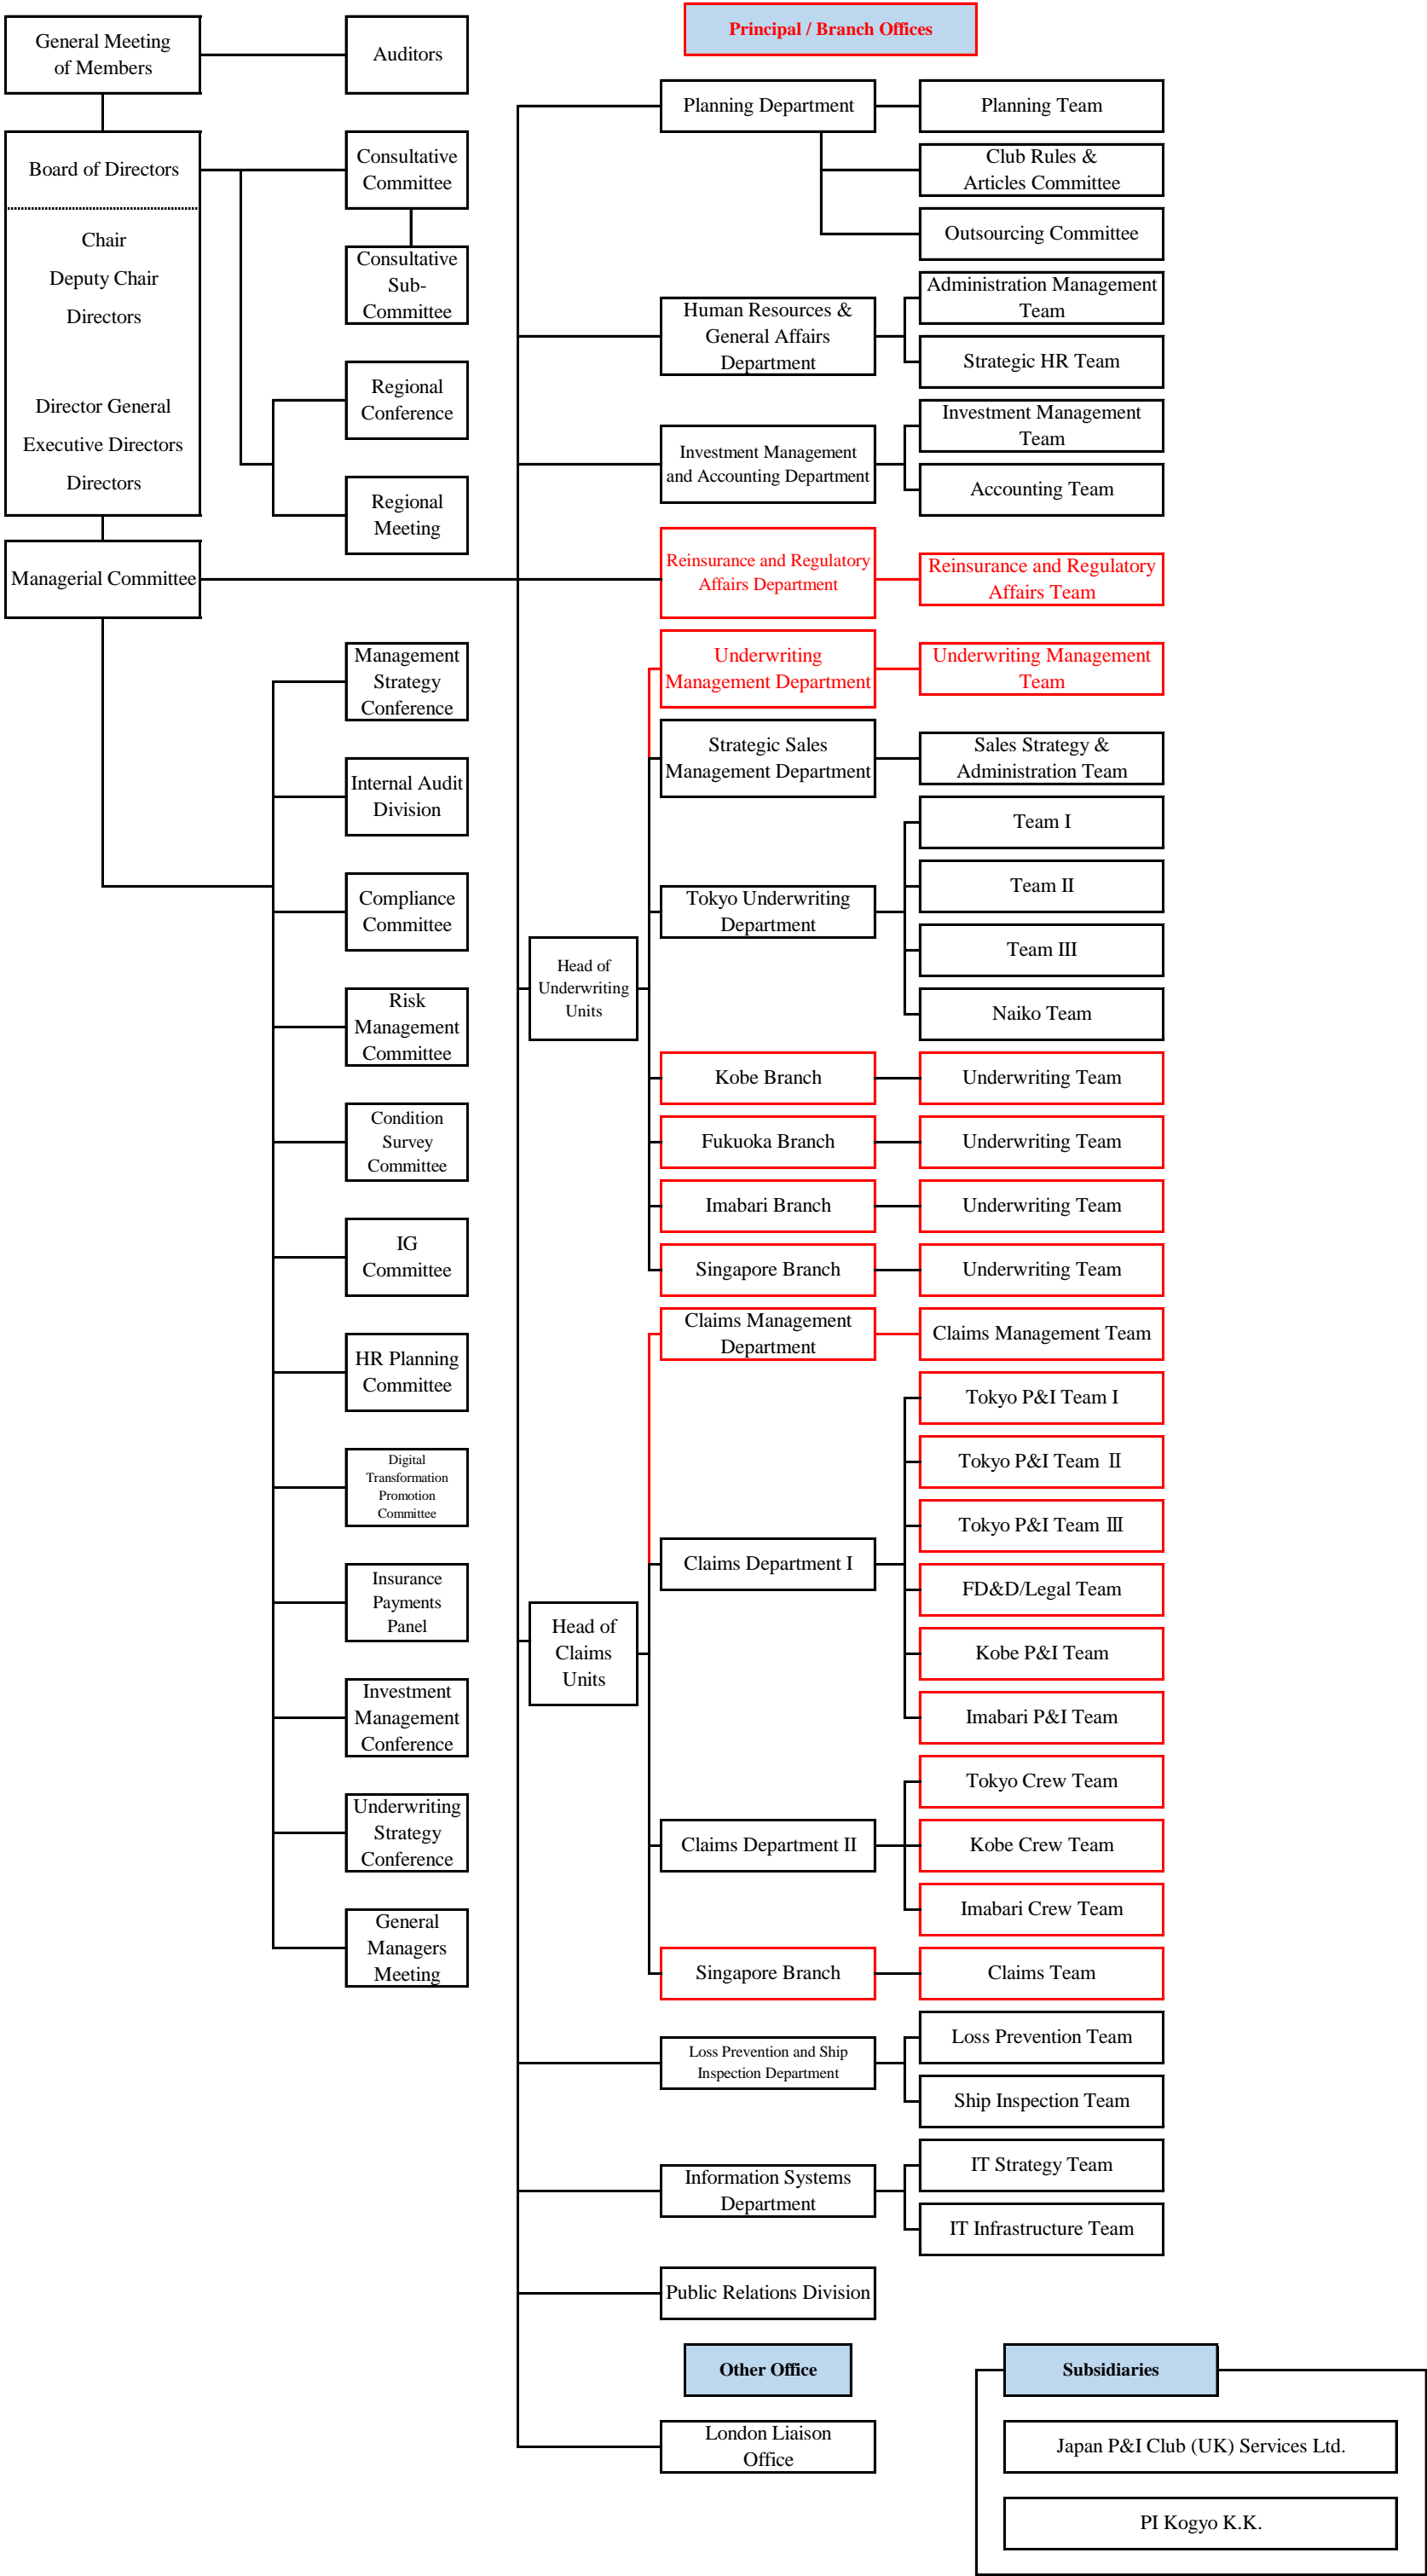 General Meeting
of Members
Auditors
Board of Directors
Chair
Deputy Chair
Directors
Director General
Executive Directors
Directors
Managerial Committee
Consultative
Committee
Consultative
Sub-
Committee
Regional
Conference
Regional
Meeting
Management
Strategy
Conference
Internal Audit
Division
Compliance
Committee
Risk
Management
Committee
Condition
Survey
Committee
IG
Committee
HR Planning
Committee
Digital
Transformation
Promotion
Committee
Insurance
Payments
Panel
Investment
Management
Conference
Underwriting
Strategy
Conference
General
Managers
Meeting
Principal / Branch Offices
Planning Department
Planning Team
Club Rules &
Articles Committee
Outsourcing Committee
Human Resources &
General Affairs
Department
Administration Management
Team
Strategic HR Team
Investment Management
and Accounting Department
Investment Management
Team
Accounting Team
Reinsurance and Regulatory
Affairs Department
Reinsurance and Regulatory
Affairs Team
Head of
Underwriting
Units
Underwriting
Management Department
Underwriting Management
Team
Strategic Sales
Management Department
Sales Strategy &
Administration Team
Tokyo Underwriting
Department
Team I
Team II
Team III
Naiko Team
Kobe Branch
Underwriting Team
Fukuoka Branch
Underwriting Team
Imabari Branch
Underwriting Team
Singapore Branch
Underwriting Team
Head of
Claims
Units
Claims Management
Department
Claims Management Team
Claims Department I
Tokyo P&I Team I
Tokyo P&I Team Ⅱ
Tokyo P&I Team Ⅲ
FD&D/Legal Team
Kobe P&I Team
Imabari P&I Team
Claims Department II
Tokyo Crew Team
Kobe Crew Team
Imabari Crew Team
Singapore Branch
Claims Team
Loss Prevention and Ship
Inspection Department
Loss Prevention Team
Ship Inspection Team
Information Systems
Department
IT Strategy Team
IT Infrastructure Team
Public Relations Division
Other Office
London Liaison
Office
Subsidiaries
Japan P&I Club (UK) Services Ltd.
PI Kogyo K.K.